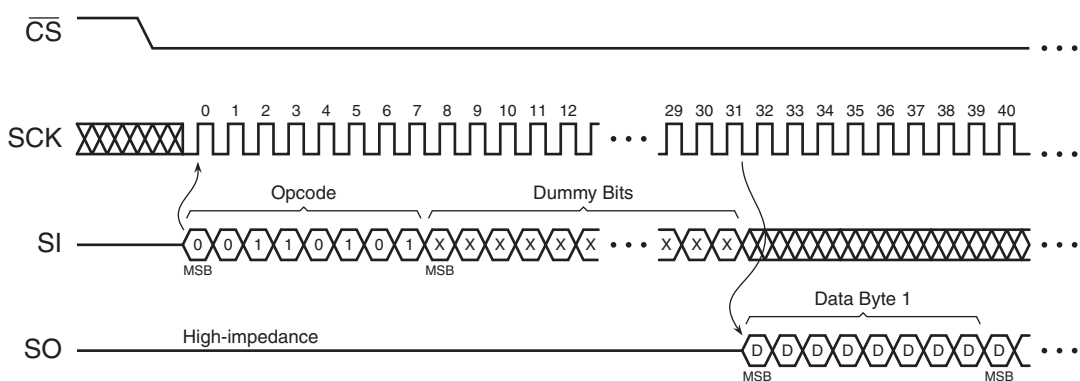 CS
0 1 2 3 4 5 6 7 8 9 10 11 12 29 30 31 32 33 34 35 36 37 38 39 40
SCK
Opcode Dummy Bits
SI 0 0 1 1 0 1 0 1 X X X X X X X X X
MSB MSB
Data Byte 1
High-impedance
SO D D D D D D D D D
MSB MSB